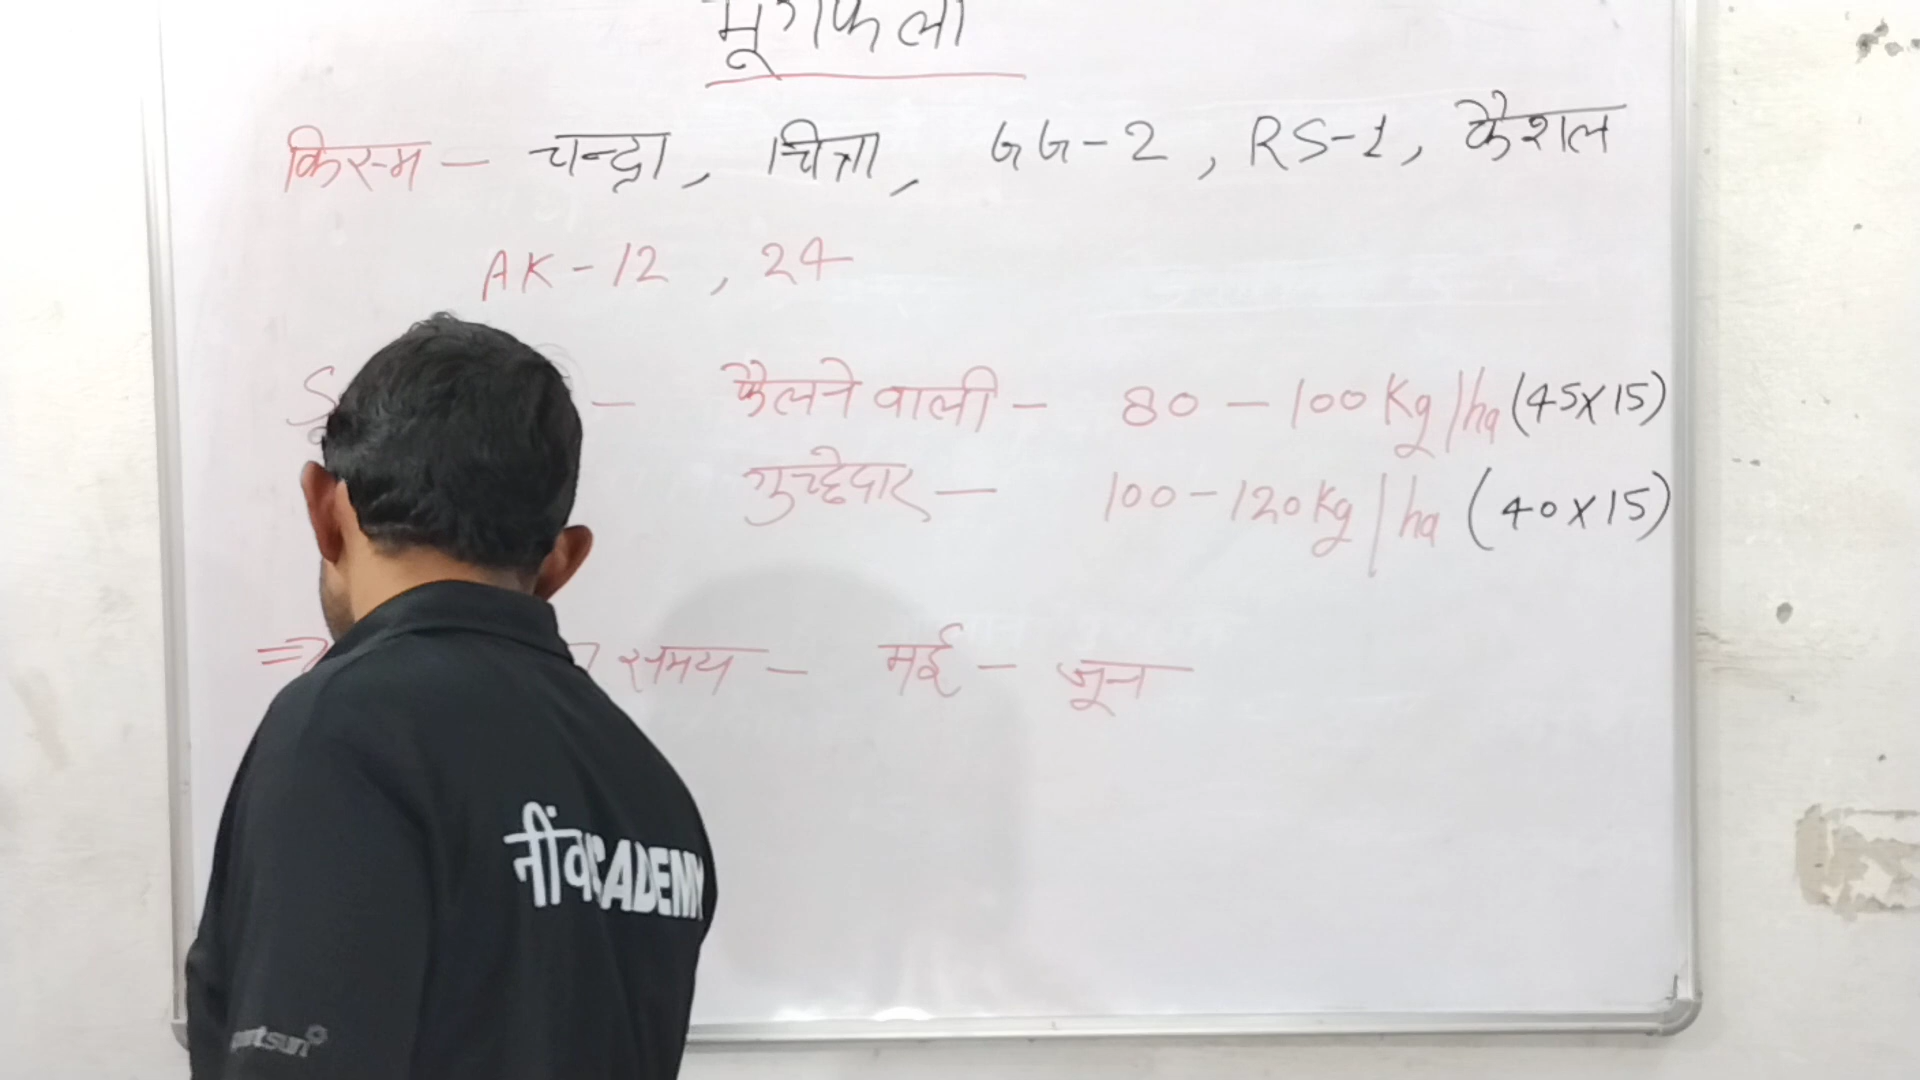 मूंगफली
किस्म – चन्द्रा, चित्रा, GG-2, RS-1, कैशल
AK-12, 24
– फैलने वाली – 80 – 100 Kg/ha (45x15)
गुच्छेदार – 100-120 Kg/ha (40x15)
⇒ समय – मई – जून
नींव ACADEMY